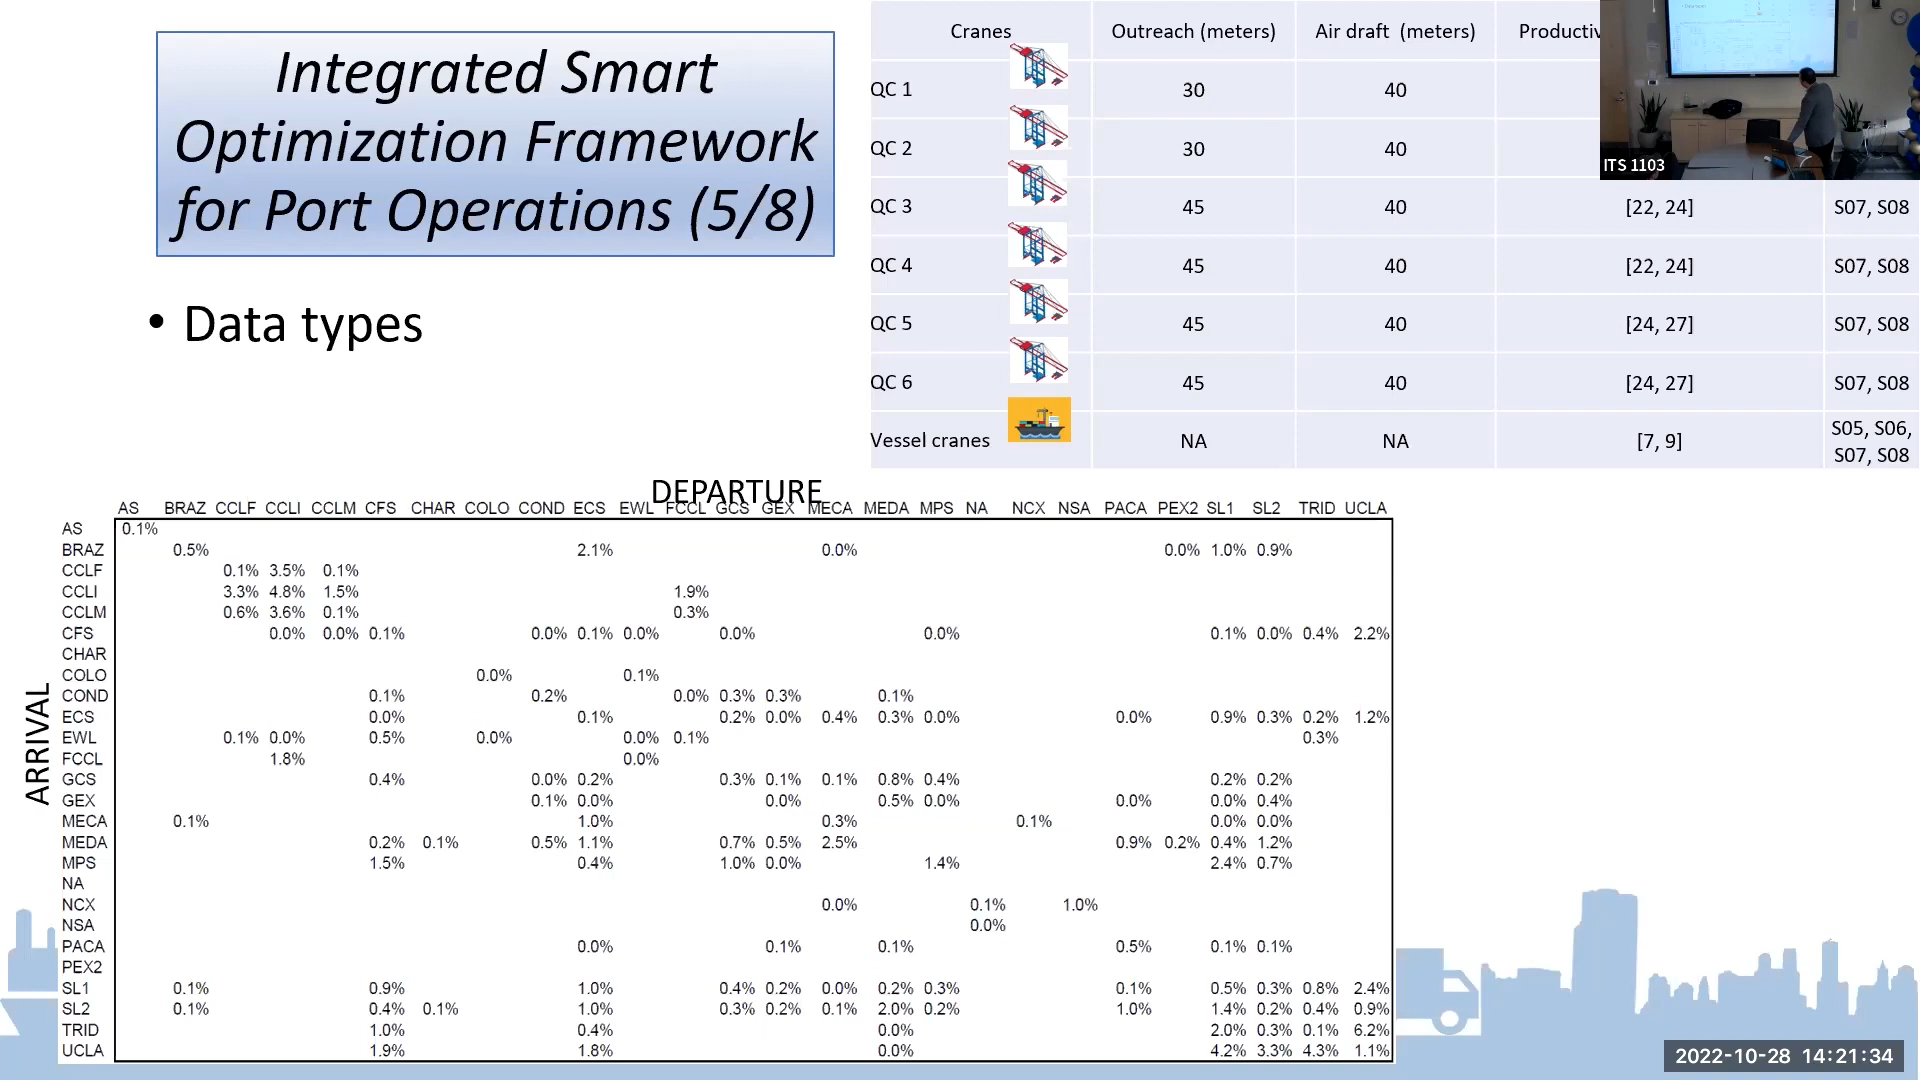 Integrated Smart
Optimization Framework
for Port Operations (5/8)
• Data types
Cranes Outreach (meters) Air draft (meters)
QC 1 30 40
QC 2 30 40
QC 3 45 40 [22, 24] S07, S08
QC 4 45 40 [22, 24] S07, S08
QC 5 45 40 [24, 27] S07, S08
QC 6 45 40 [24, 27] S07, S08
Vessel cranes NA NA [7, 9] S05, S06,
S07, S08
ITS 1103
DEPARTURE
AS BRAZ CCLF CCLI CCLM CFS CHAR COLO COND ECS EWL FCCL GCS GEX MECA MEDA MPS NA NCX NSA PACA PEX2 SL1 SL2 TRID UCLA
ARRIVAL
AS 0.1%
BRAZ 0.5% 2.1% 0.0% 0.0% 1.0% 0.9%
CCLF 0.1% 3.5% 0.1%
CCLI 3.3% 4.8% 1.5% 1.9%
CCLM 0.6% 3.6% 0.1% 0.3%
CFS 0.0% 0.0% 0.1% 0.0% 0.1% 0.0% 0.0% 0.0% 0.1% 0.0% 0.4% 2.2%
CHAR
COLO 0.0% 0.1%
COND 0.1% 0.2% 0.0% 0.3% 0.3% 0.1%
ECS 0.0% 0.1% 0.2% 0.0% 0.4% 0.3% 0.0% 0.0% 0.9% 0.3% 0.2% 1.2%
EWL 0.1% 0.0% 0.5% 0.0% 0.0% 0.1% 0.3%
FCCL 1.8% 0.0%
GCS 0.4% 0.0% 0.2% 0.3% 0.1% 0.1% 0.8% 0.4% 0.2% 0.2%
GEX 0.1% 0.0% 0.0% 0.5% 0.0% 0.0% 0.0% 0.4%
MECA 0.1% 1.0% 0.3% 0.1% 0.0% 0.0%
MEDA 0.2% 0.1% 0.5% 1.1% 0.7% 0.5% 2.5% 0.9% 0.2% 0.4% 1.2%
MPS 1.5% 0.4% 1.0% 0.0% 1.4% 2.4% 0.7%
NA
NCX 0.0% 0.1% 1.0%
NSA 0.0%
PACA 0.0% 0.1% 0.1% 0.5% 0.1% 0.1%
PEX2
SL1 0.1% 0.9% 1.0% 0.4% 0.2% 0.0% 0.2% 0.3% 0.1% 0.5% 0.3% 0.8% 2.4%
SL2 0.1% 0.4% 0.1% 1.0% 0.3% 0.2% 0.1% 2.0% 0.2% 1.0% 1.4% 0.2% 0.4% 0.9%
TRID 1.0% 0.4% 0.0% 2.0% 0.3% 0.1% 6.2%
UCLA 1.9% 1.8% 0.0% 4.2% 3.3% 4.3% 1.1%
2022-10-28 14:21:34